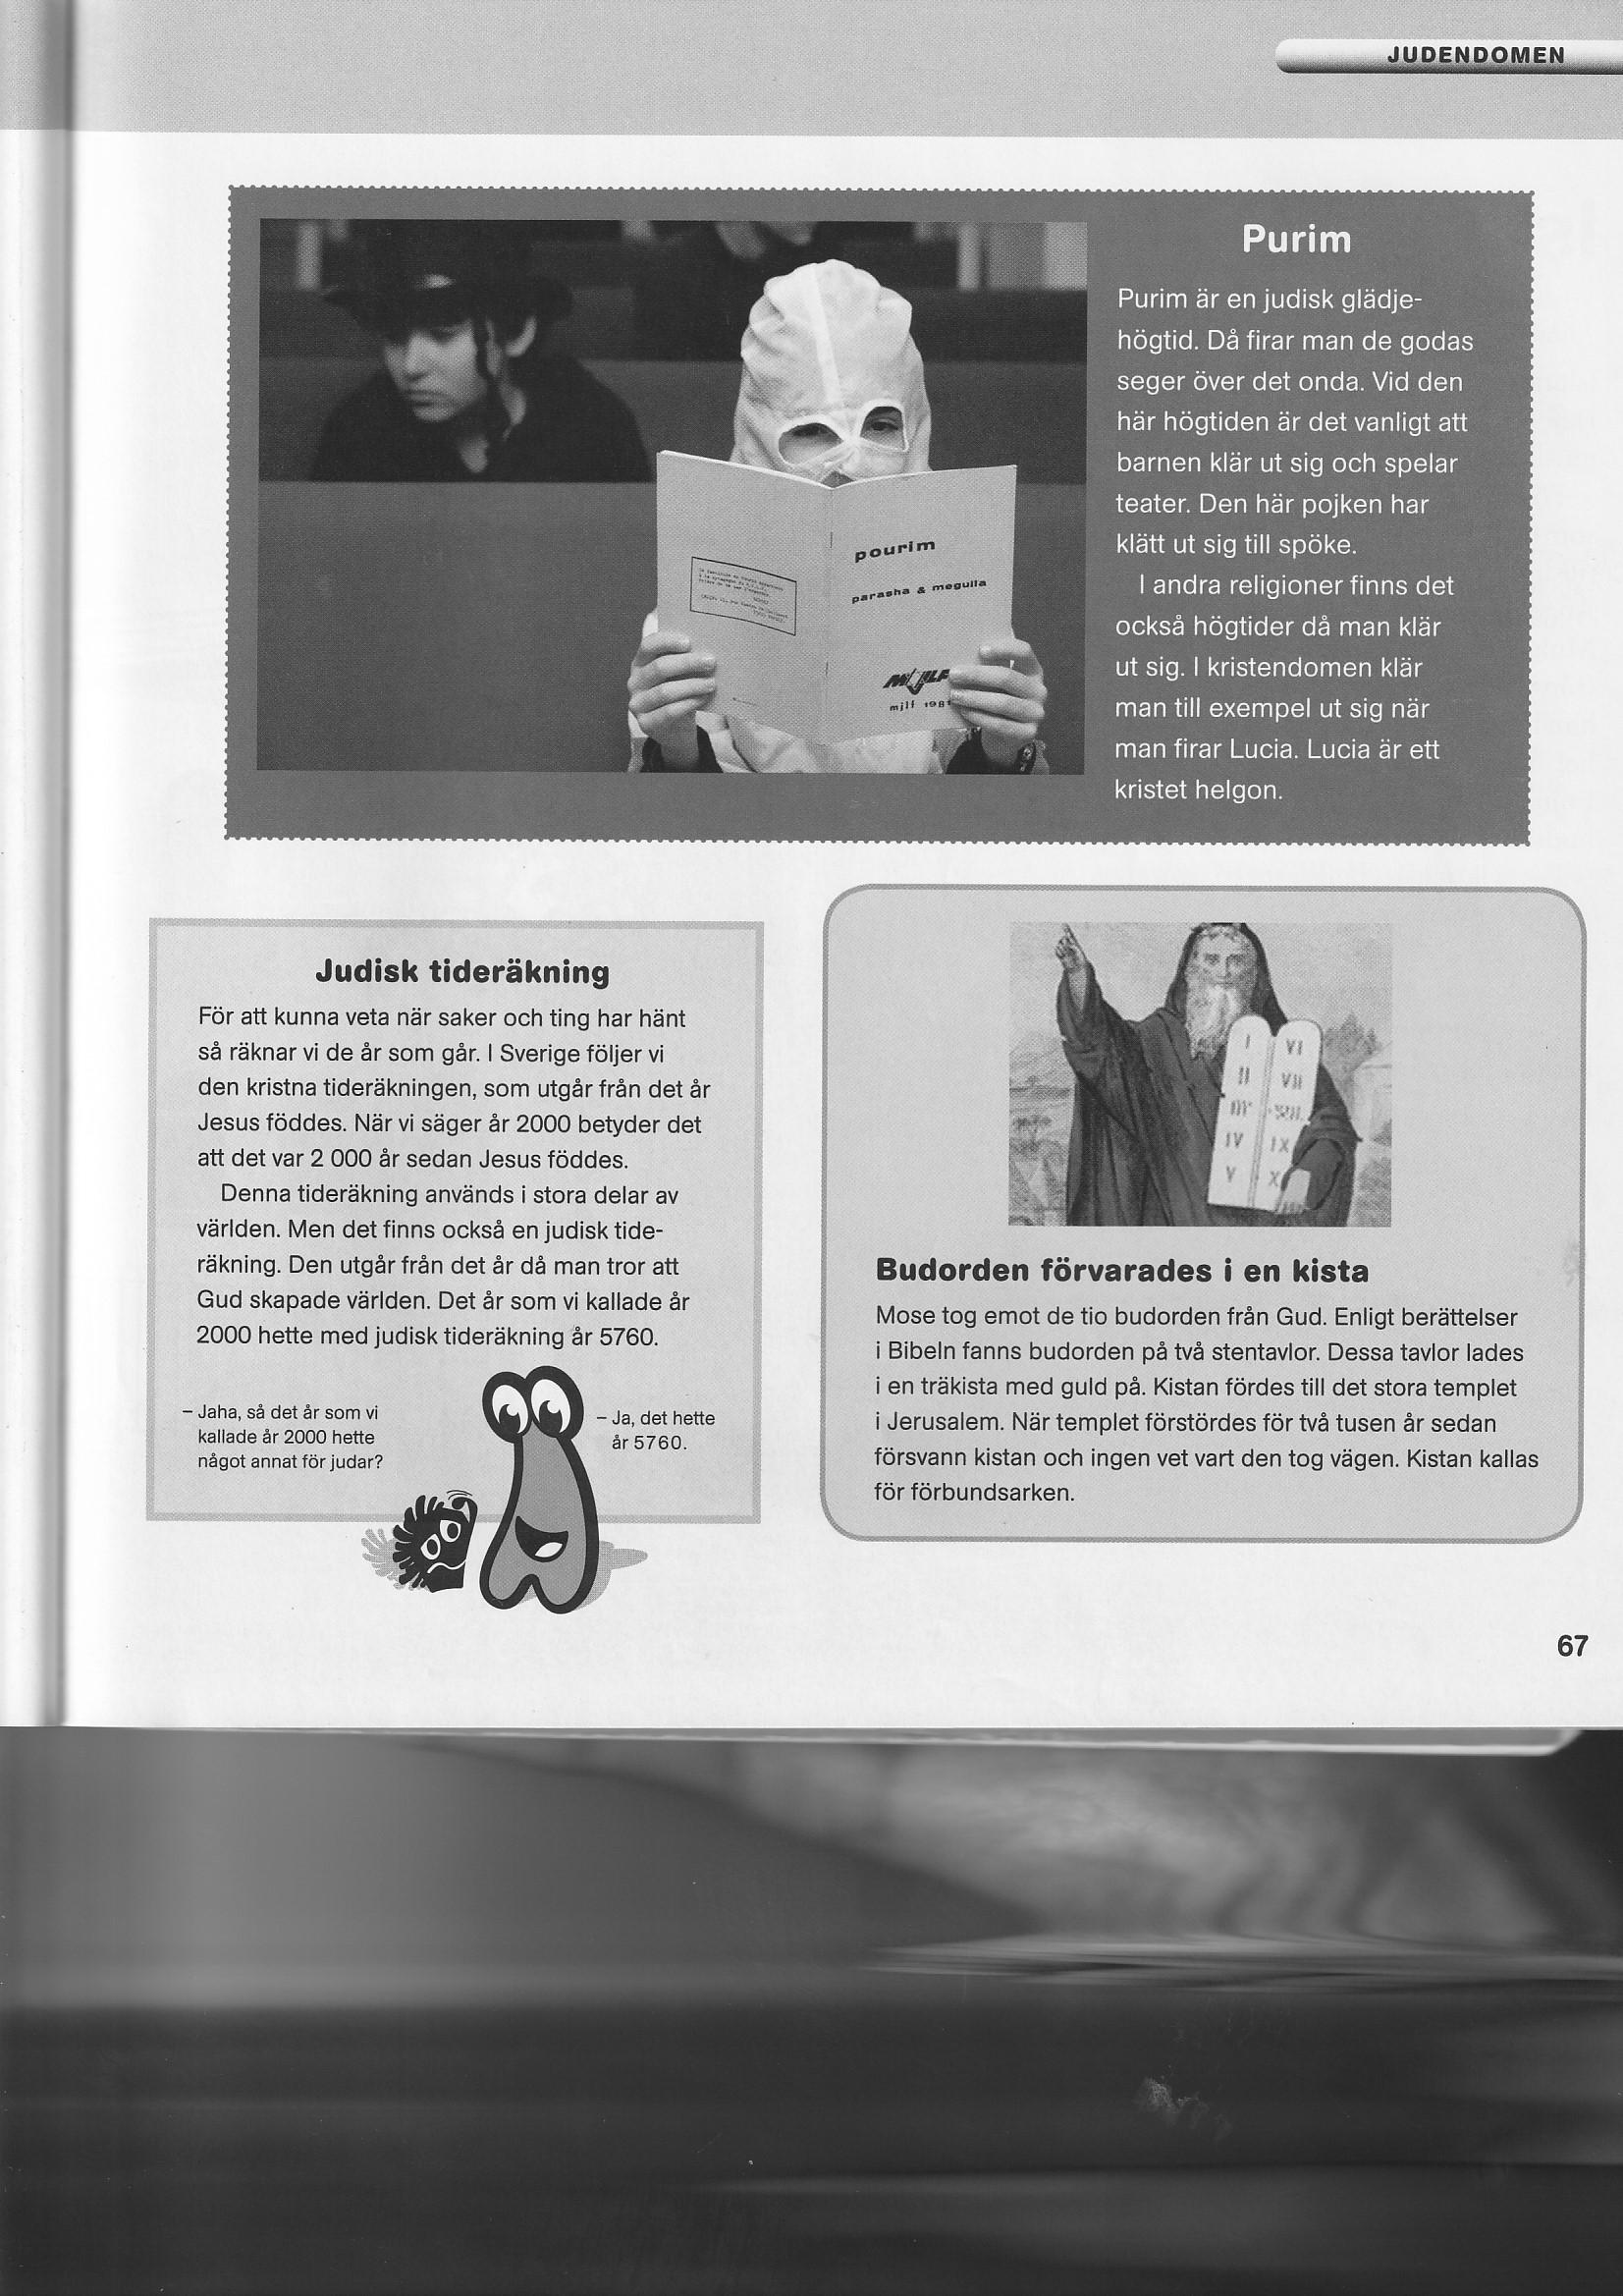 JUDENDOMEN
Purim
Purim är en judisk glädje-
högtid. Då firar man de godas
seger över det onda. Vid den
här högtiden är det vanligt att
barnen klär ut sig och spelar
teater. Den här pojken har
klätt ut sig till spöke.
I andra religioner finns det
också högtider då man klär
ut sig. I kristendomen klär
man till exempel ut sig när
man firar Lucia. Lucia är ett
kristet helgon.
pourim
parasha & meguila
mjlf 198
Judisk tideräkning
För att kunna veta när saker och ting har hänt
så räknar vi de år som går. I Sverige följer vi
den kristna tideräkningen, som utgår från det år
Jesus föddes. När vi säger år 2000 betyder det
att det var 2 000 år sedan Jesus föddes.
Denna tideräkning används i stora delar av
världen. Men det finns också en judisk tide-
räkning. Den utgår från det år då man tror att
Gud skapade världen. Det år som vi kallade år
2000 hette med judisk tideräkning år 5760.
– Jaha, så det år som vi
kallade år 2000 hette
något annat för judar?
– Ja, det hette
år 5760.
I VI
II VII
III VIII
IV IX
V X
Budorden förvarades i en kista
Mose tog emot de tio budorden från Gud. Enligt berättelser
i Bibeln fanns budorden på två stentavlor. Dessa tavlor lades
i en träkista med guld på. Kistan fördes till det stora templet
i Jerusalem. När templet förstördes för två tusen år sedan
försvann kistan och ingen vet vart den tog vägen. Kistan kallas
för förbundsarken.
67